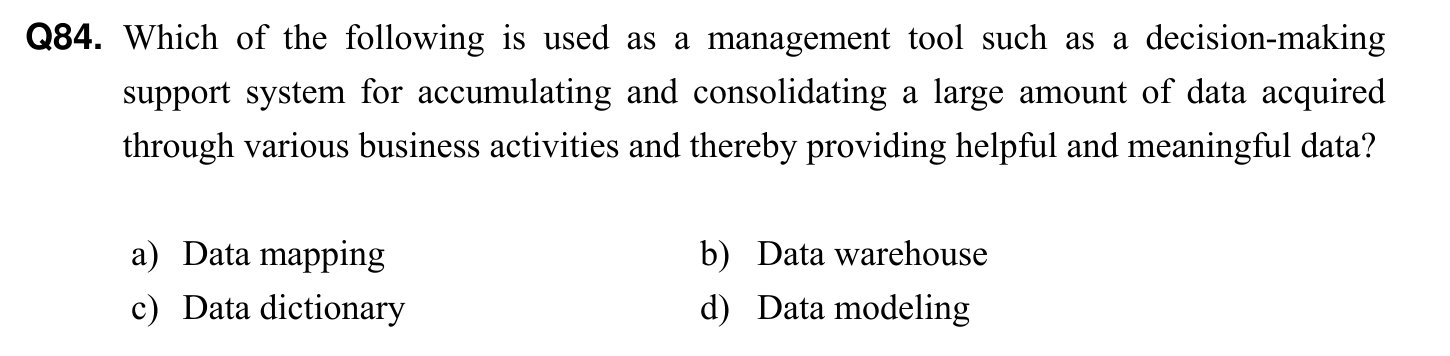 Q84. Which of the following is used as a management tool such as a decision-making
support system for accumulating and consolidating a large amount of data acquired
through various business activities and thereby providing helpful and meaningful data?
a) Data mapping b) Data warehouse
c) Data dictionary d) Data modeling